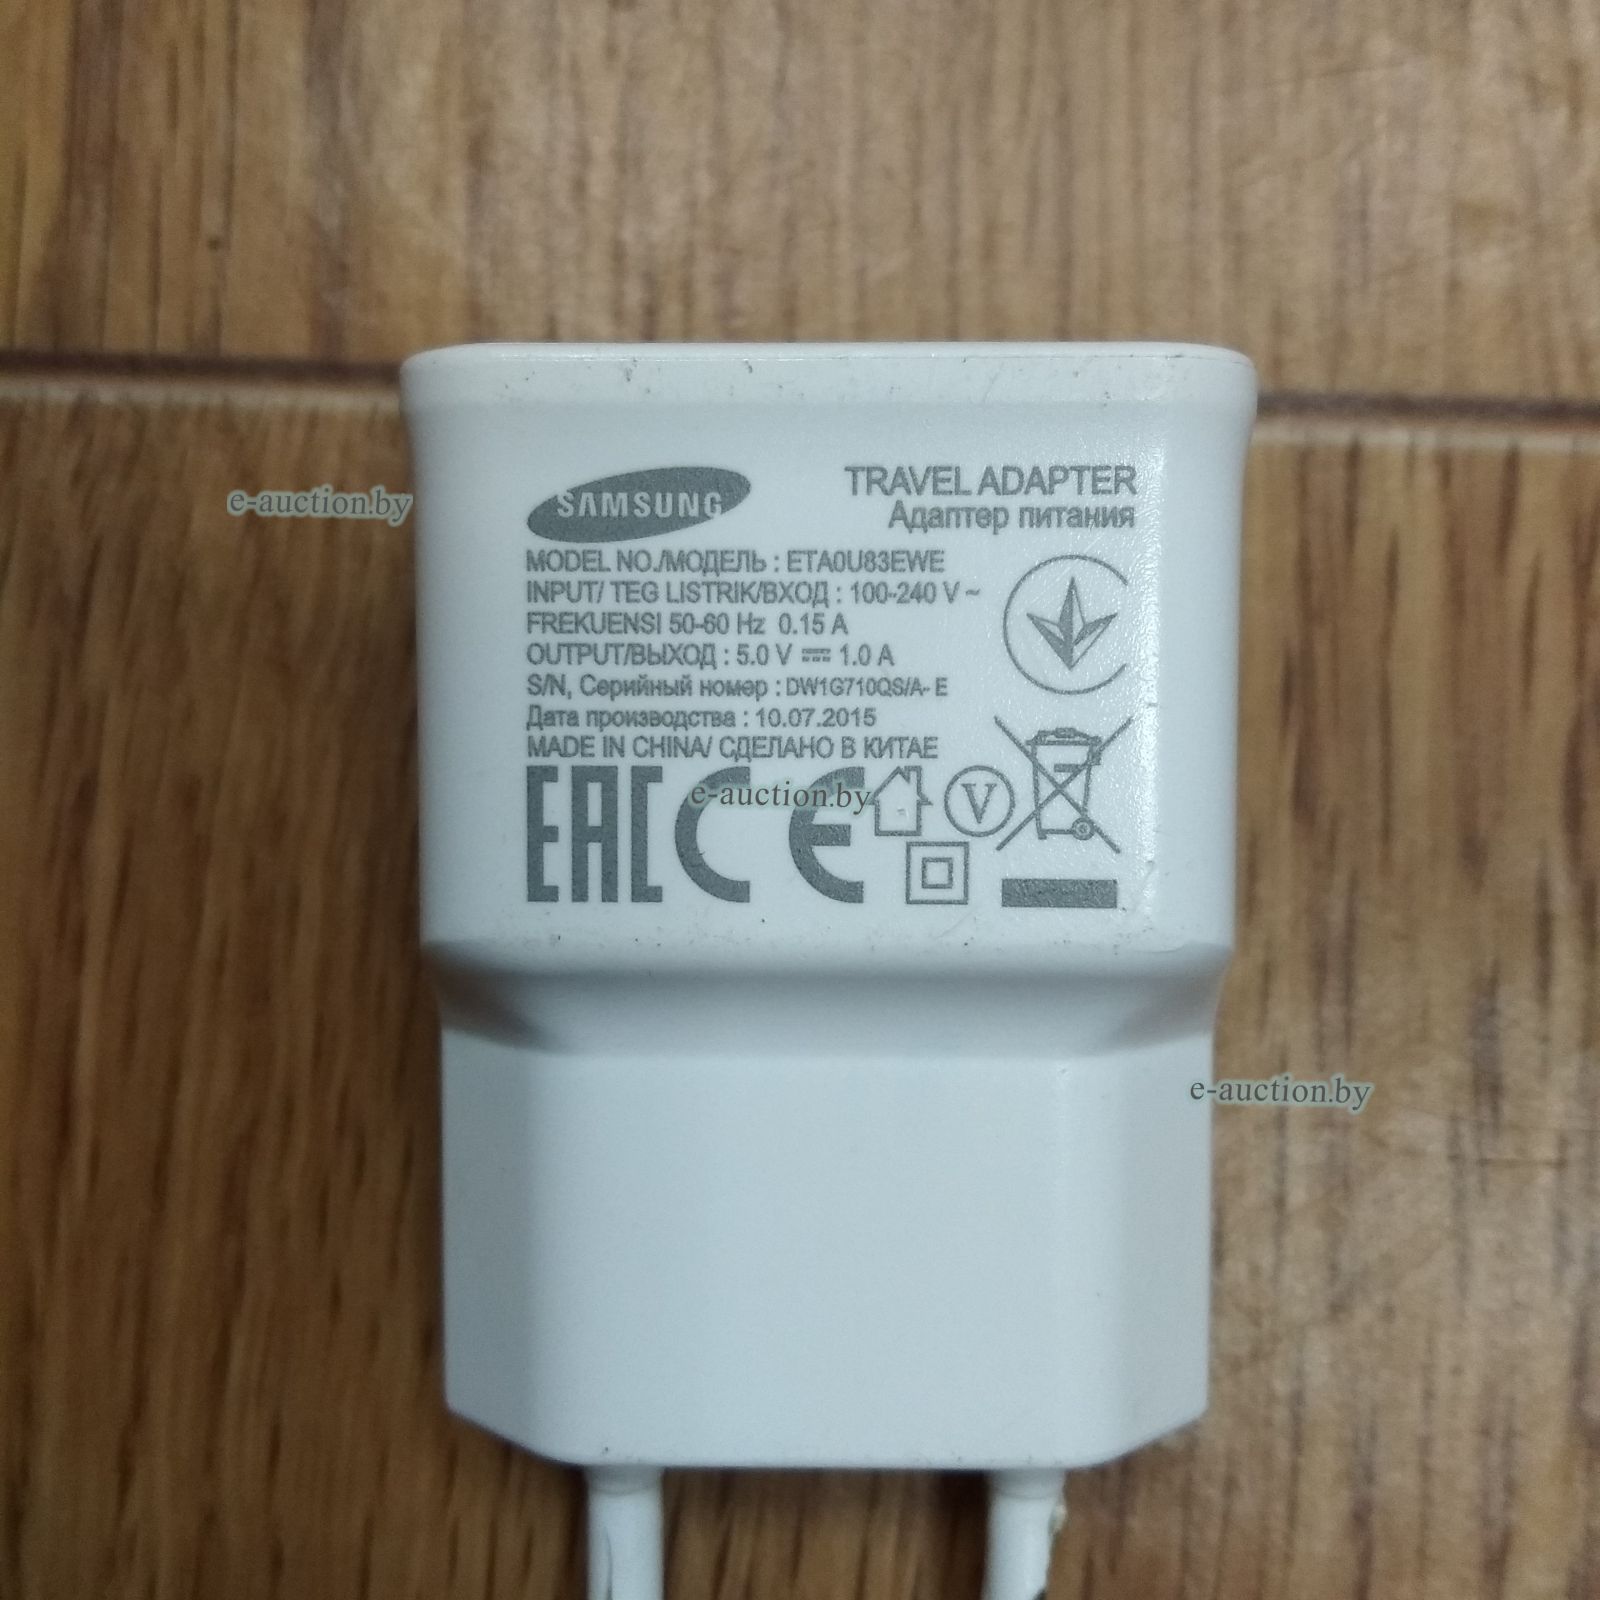 SAMSUNG
TRAVEL ADAPTER
Адаптер питания
MODEL NO./МОДЕЛЬ : ETA0U83EWE
INPUT/ TEG LISTRIK/ВХОД : 100-240 V ~
FREKUENSI 50-60 Hz 0.15 A
OUTPUT/ВЫХОД : 5.0 V ⎓ 1.0 A
S/N, Серийный номер : DW1G710QS/A- E
Дата производства : 10.07.2015
MADE IN CHINA/ СДЕЛАНО В КИТАЕ
EAC CE V
e-auction.by
e-auction.by
e-auction.by